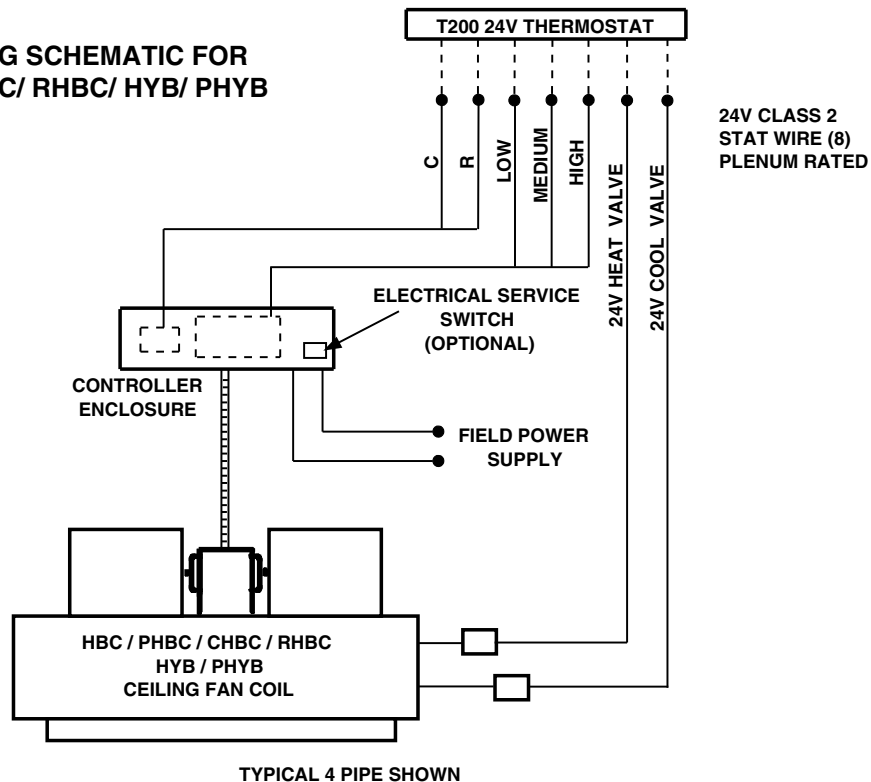 T200 24V THERMOSTAT
G SCHEMATIC FOR
C/ RHBC/ HYB/ PHYB
24V CLASS 2
STAT WIRE (8)
PLENUM RATED
C
R
LOW
MEDIUM
HIGH
24V HEAT VALVE
24V COOL VALVE
ELECTRICAL SERVICE
SWITCH
(OPTIONAL)
CONTROLLER
ENCLOSURE
FIELD POWER
SUPPLY
HBC / PHBC / CHBC / RHBC
HYB / PHYB
CEILING FAN COIL
TYPICAL 4 PIPE SHOWN